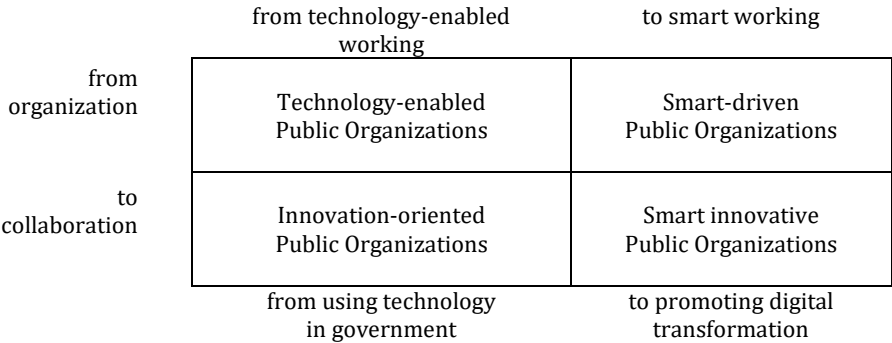 from technology-enabled
working
to smart working
from
organization
Technology-enabled
Public Organizations
Smart-driven
Public Organizations
to
collaboration
Innovation-oriented
Public Organizations
Smart innovative
Public Organizations
from using technology
in government
to promoting digital
transformation